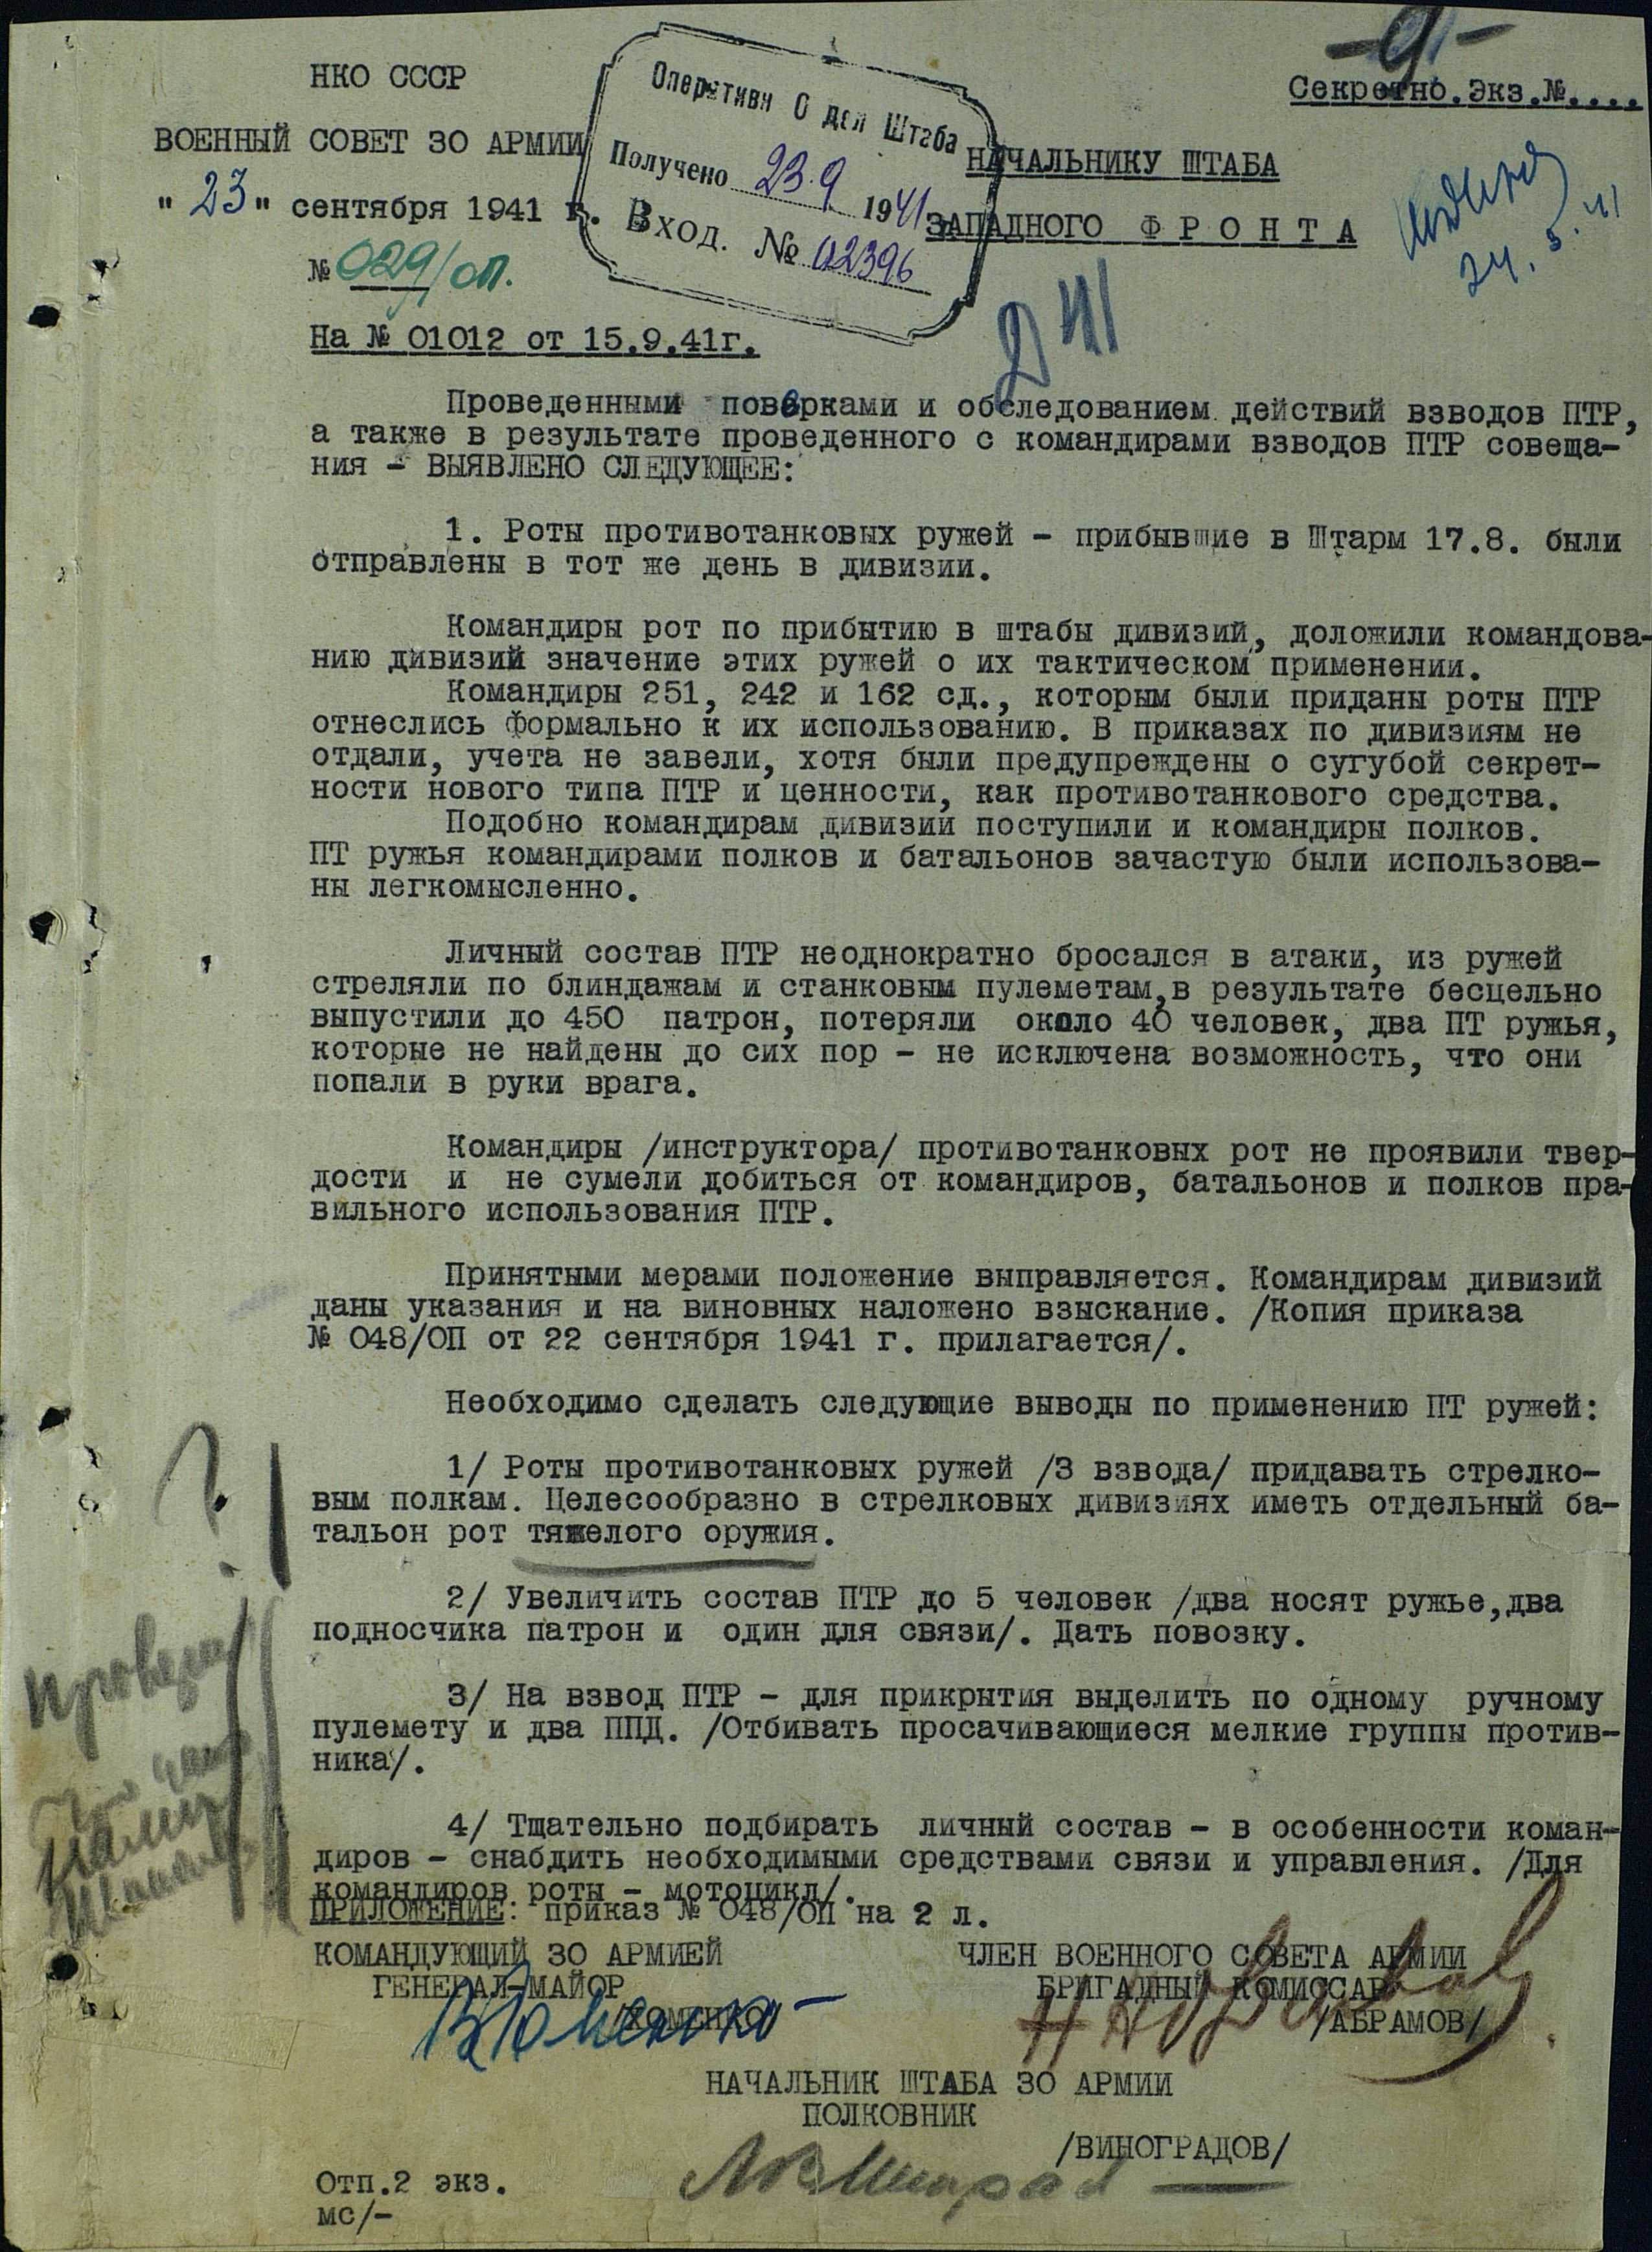 -9-
НКО СССР
Секретно.Экз.№....
ВОЕННЫЙ СОВЕТ 30 АРМИИ
"23" сентября 1941 г.
№ 029/оп.
На № 01012 от 15.9.41г.
Оперативн О дел Штаба
Получено 23.9 1941
Вход. № 02396
НАЧАЛЬНИКУ ШТАБА
ЗАПАДНОГО Ф Р О Н Т А
Проведенными поверками и обследованием действий взводов ПТР,
а также в результате проведенного с командирами взводов ПТР совеща-
ния - ВЫЯВЛЕНО СЛЕДУЮЩЕЕ:
1. Роты противотанковых ружей - прибывшие в Штарм 17.8. были
отправлены в тот же день в дивизии.
Командиры рот по прибытию в штабы дивизий, доложили командова-
нию дивизий значение этих ружей о их тактическом применении.
Командиры 251, 242 и 162 сд., которым были приданы роты ПТР
отнеслись формально к их использованию. В приказах по дивизиям не
отдали, учета не завели, хотя были предупреждены о сугубой секрет-
ности нового типа ПТР и ценности, как противотанкового средства.
Подобно командирам дивизии поступили и командиры полков.
ПТ ружья командирами полков и батальонов зачастую были использова-
ны легкомысленно.
Личный состав ПТР неоднократно бросался в атаки, из ружей
стреляли по блиндажам и станковым пулеметам,в результате бесцельно
выпустили до 450 патрон, потеряли около 40 человек, два ПТ ружья,
которые не найдены до сих пор - не исключена возможность, что они
попали в руки врага.
Командиры /инструктора/ противотанковых рот не проявили твер-
дости и не сумели добиться от командиров, батальонов и полков пра-
вильного использования ПТР.
Принятыми мерами положение выправляется. Командирам дивизий
даны указания и на виновных наложено взыскание. /Копия приказа
№ 048/ОП от 22 сентября 1941 г. прилагается/.
Необходимо сделать следующие выводы по применению ПТ ружей:
1/ Роты противотанковых ружей /3 взвода/ придавать стрелко-
вым полкам. Целесообразно в стрелковых дивизиях иметь отдельный ба-
тальон рот тяжелого оружия.
2/ Увеличить состав ПТР до 5 человек /два носят ружье,два
подносчика патрон и один для связи/. Дать повозку.
3/ На взвод ПТР - для прикрытия выделить по одному ручному
пулемету и два ППД. /Отбивать просачивающиеся мелкие группы против-
ника/.
4/ Тщательно подбирать личный состав - в особенности коман-
диров - снабдить необходимыми средствами связи и управления. /Для
командиров роты - мотоцикл/.
ПРИЛОЖЕНИЕ: приказ № 048/ОП на 2 л.
КОМАНДУЮЩИЙ 30 АРМИЕЙ
ГЕНЕРАЛ-МАЙОР
/ХОМЕНКО/
ЧЛЕН ВОЕННОГО СОВЕТА АРМИИ
БРИГАДНЫЙ КОМИССАР
/АБРАМОВ/
НАЧАЛЬНИК ШТАБА 30 АРМИИ
ПОЛКОВНИК
/ВИНОГРАДОВ/
Отп.2 экз.
мс/-